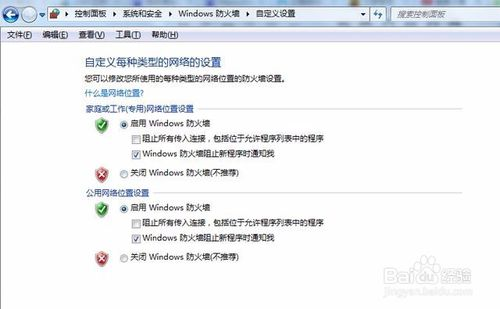 控制面板 ▸ 系统和安全 ▸ Windows 防火墙 ▸ 自定义设置
搜索控制面板
文件(F) 编辑(E) 查看(V) 工具(T) 帮助(H)
自定义每种类型的网络的设置
您可以修改您所使用的每种类型的网络位置的防火墙设置。
什么是网络位置?
家庭或工作(专用)网络位置设置
启用 Windows 防火墙
阻止所有传入连接，包括位于允许程序列表中的程序
Windows 防火墙阻止新程序时通知我
关闭 Windows 防火墙(不推荐)
公用网络位置设置
启用 Windows 防火墙
阻止所有传入连接，包括位于允许程序列表中的程序
Windows 防火墙阻止新程序时通知我
关闭 Windows 防火墙(不推荐)
Baidu 经验
jingyan.baidu.com